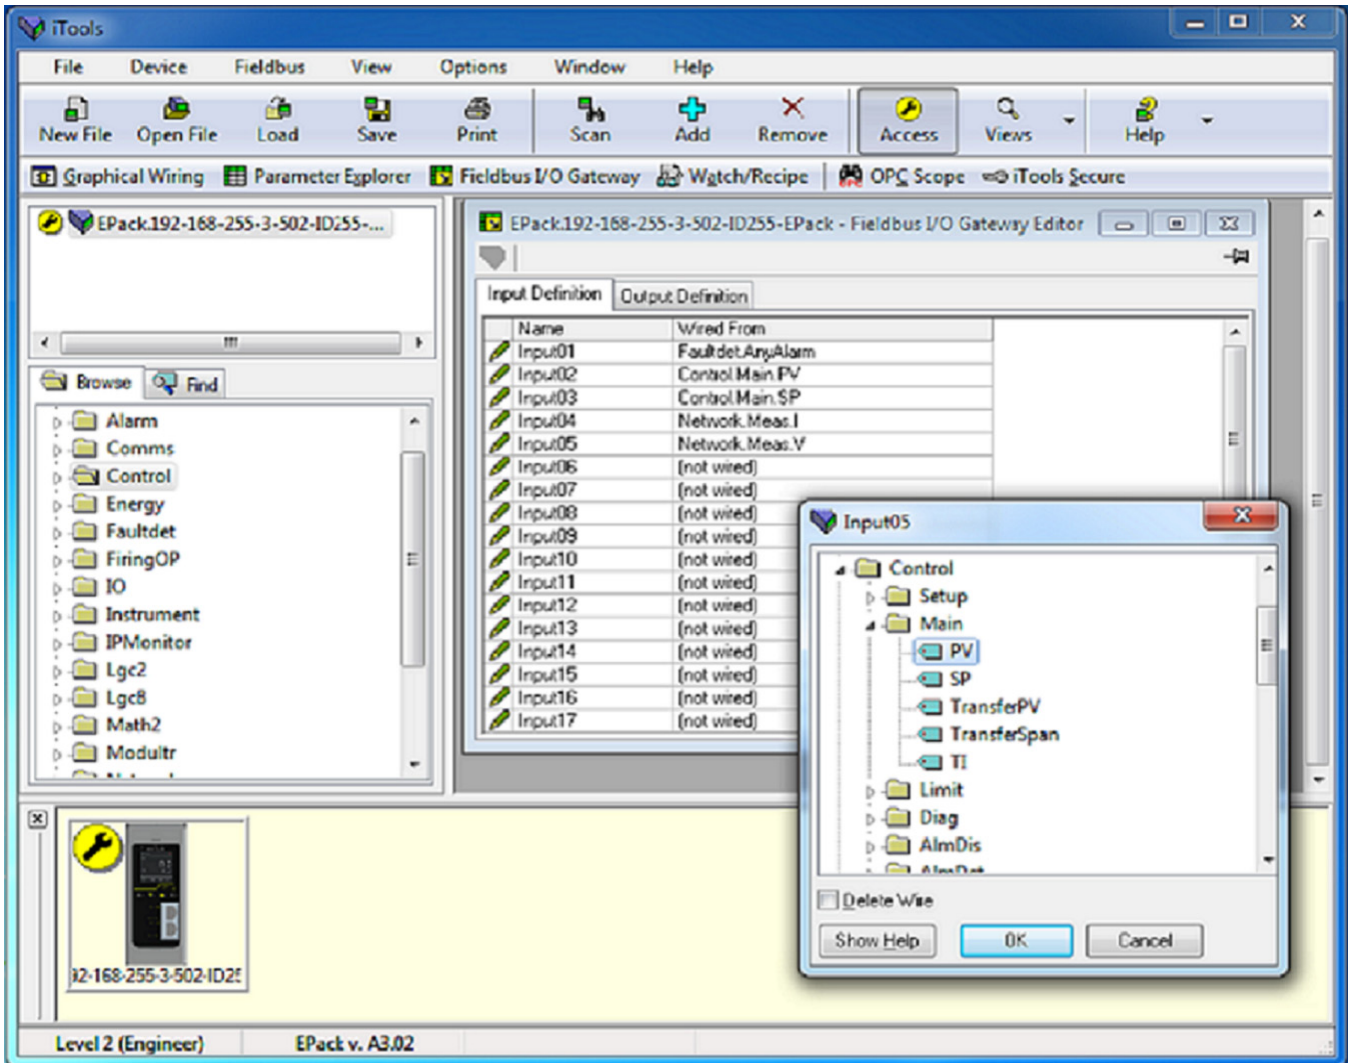 iTools
File Device Fieldbus View Options Window Help
New File Open File Load Save Print Scan Add Remove Access Views Help
Graphical Wiring Parameter Explorer Fieldbus I/O Gateway Watch/Recipe OPC Scope iTools Secure
EPack.192-168-255-3-502-ID255-...
Browse Find
Alarm
Comms
Control
Energy
Faultdet
FiringOP
IO
Instrument
IPMonitor
Lgc2
Lgc8
Math2
Modultr
EPack.192-168-255-3-502-ID255-EPack - Fieldbus I/O Gateway Editor
Input Definition Output Definition
Name Wired From
Input01 Faultdet.AnyAlarm
Input02 Control.Main.PV
Input03 Control.Main.SP
Input04 Network.Meas.I
Input05 Network.Meas.V
Input06 (not wired)
Input07 (not wired)
Input08 (not wired)
Input09 (not wired)
Input10 (not wired)
Input11 (not wired)
Input12 (not wired)
Input13 (not wired)
Input14 (not wired)
Input15 (not wired)
Input16 (not wired)
Input17 (not wired)
Input05
Control
Setup
Main
PV
SP
TransferPV
TransferSpan
TI
Limit
Diag
AlmDis
Delete Wire
Show Help OK Cancel
92-168-255-3-502-ID25
Level 2 (Engineer) EPack v. A3.02